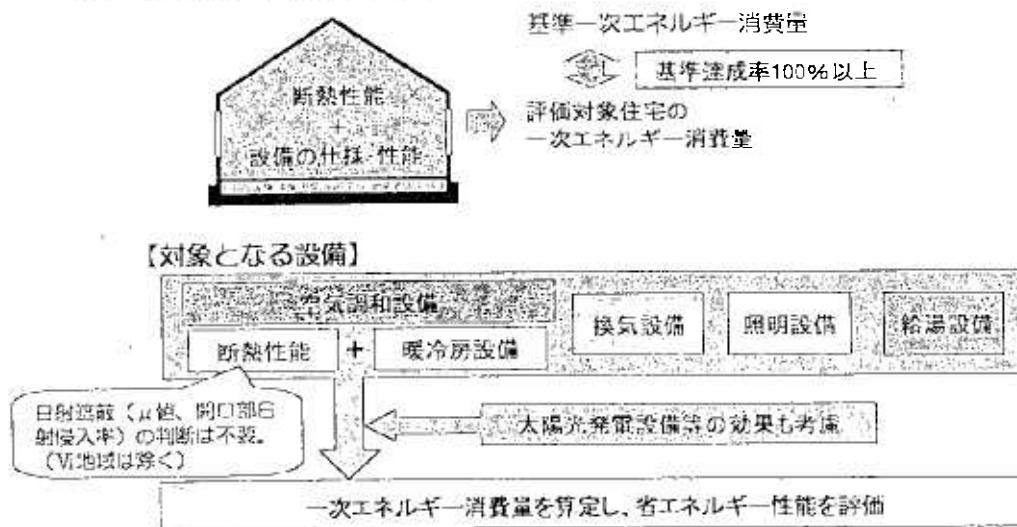 基準一次エネルギー消費量
基準達成率100%以上
断熱性能
+
設備の仕様・性能
評価対象住宅の
一次エネルギー消費量
【対象となる設備】
空気調和設備
換気設備
照明設備
給湯設備
断熱性能
+
暖冷房設備
日射遮蔽（μ値、開口部日
射侵入率）の判断は不要。
（Ⅵ地域は除く）
太陽光発電設備等の効果も考慮
一次エネルギー消費量を算定し、省エネルギー性能を評価